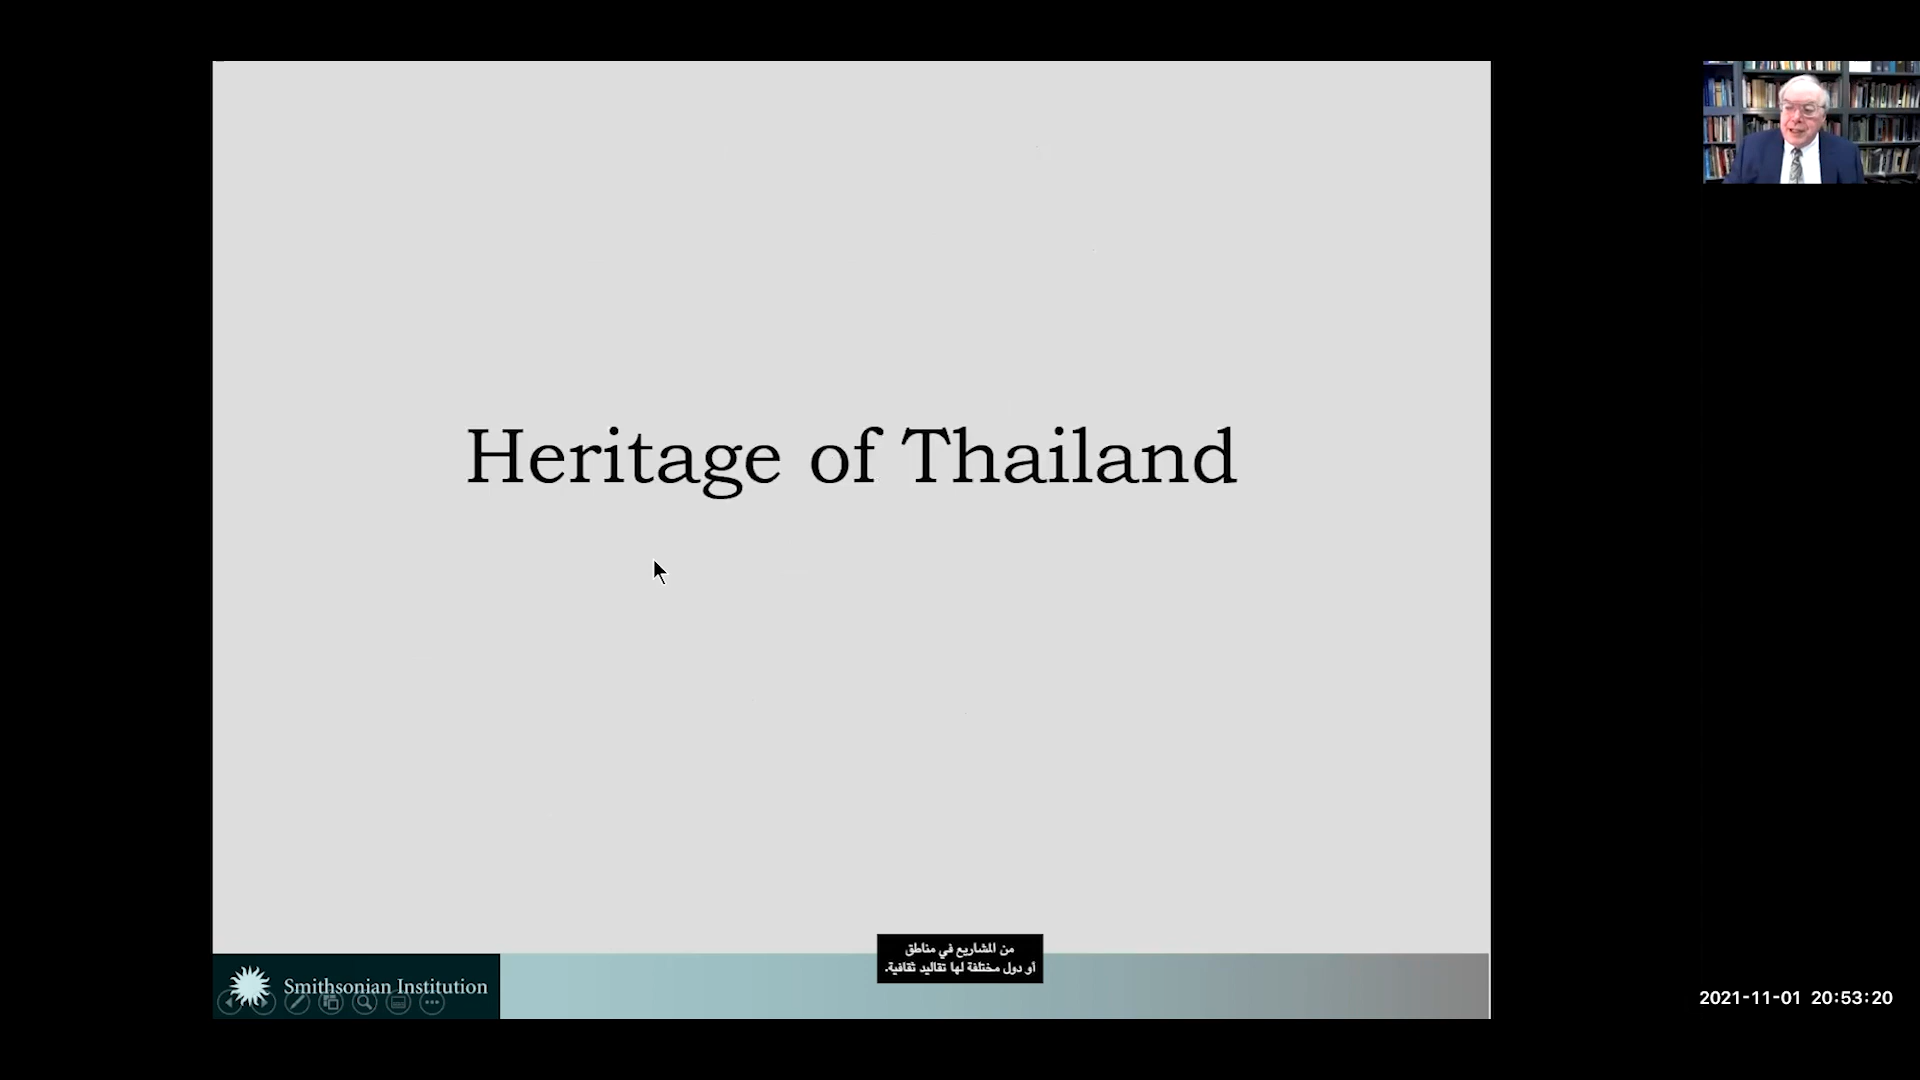 Heritage of Thailand
من المشاريع في مناطق
أو دول مختلفة لها تقاليد ثقافية.
Smithsonian Institution
2021-11-01 20:53:20